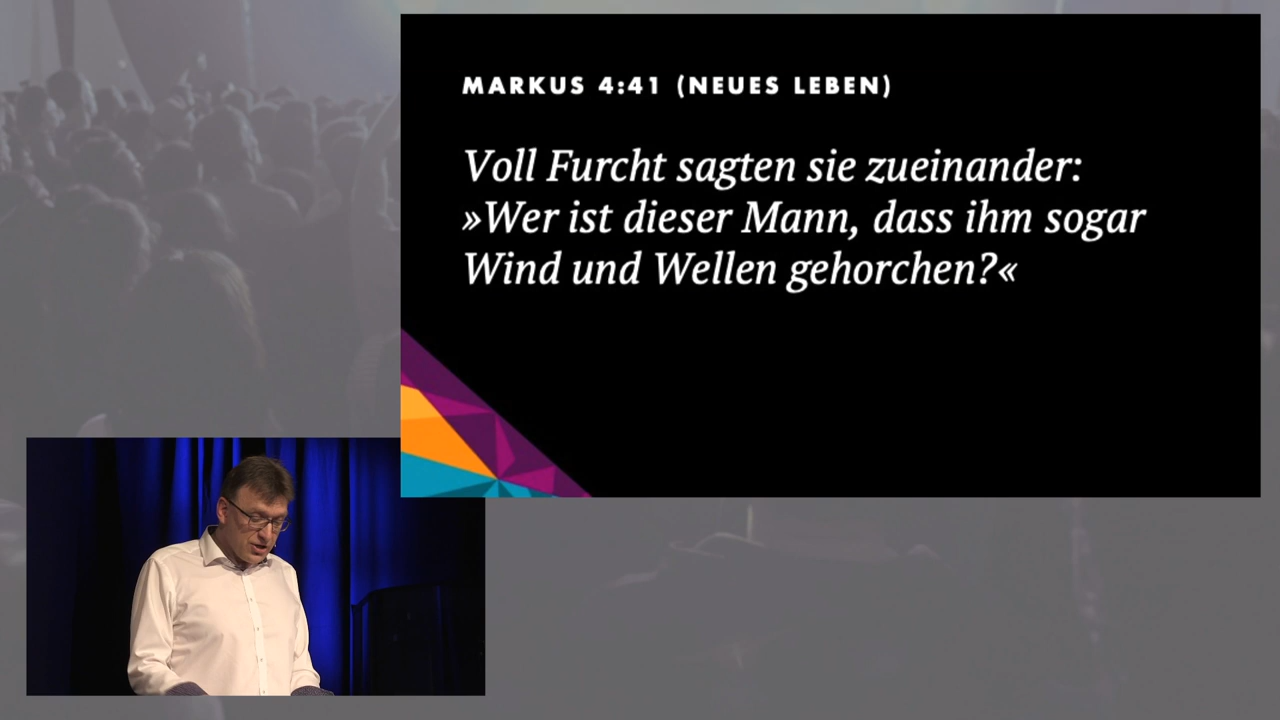 MARKUS 4:41 (NEUES LEBEN)
Voll Furcht sagten sie zueinander:
»Wer ist dieser Mann, dass ihm sogar
Wind und Wellen gehorchen?«